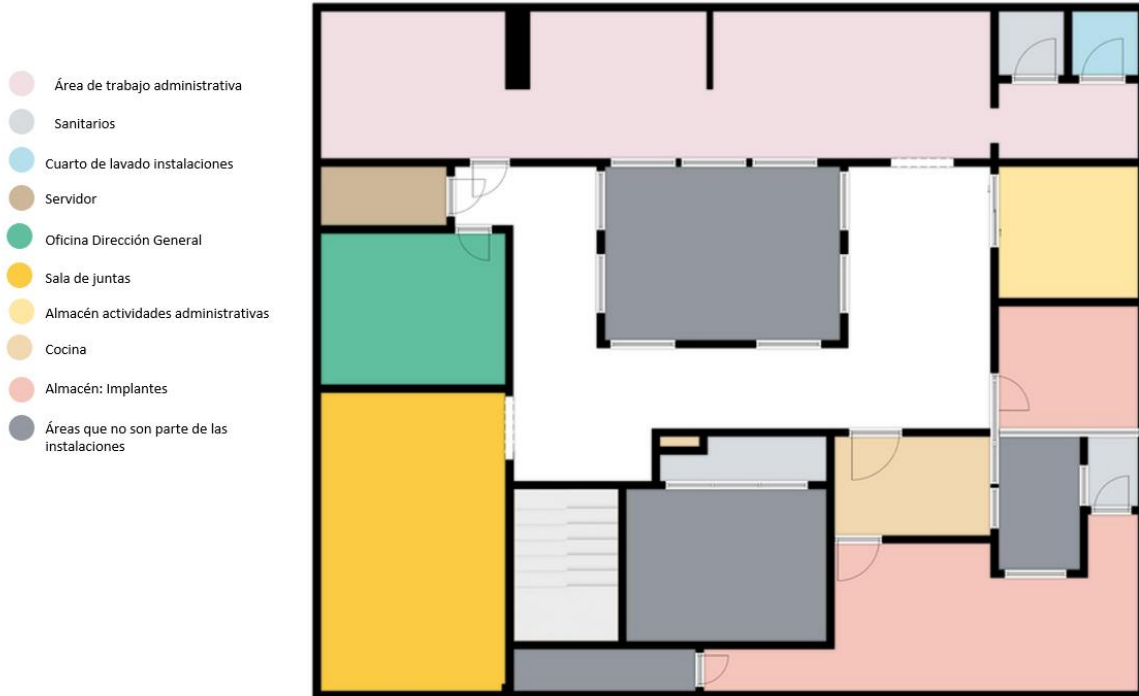 Área de trabajo administrativa
Sanitarios
Cuarto de lavado instalaciones
Servidor
Oficina Dirección General
Sala de juntas
Almacén actividades administrativas
Cocina
Almacén: Implantes
Áreas que no son parte de las
instalaciones